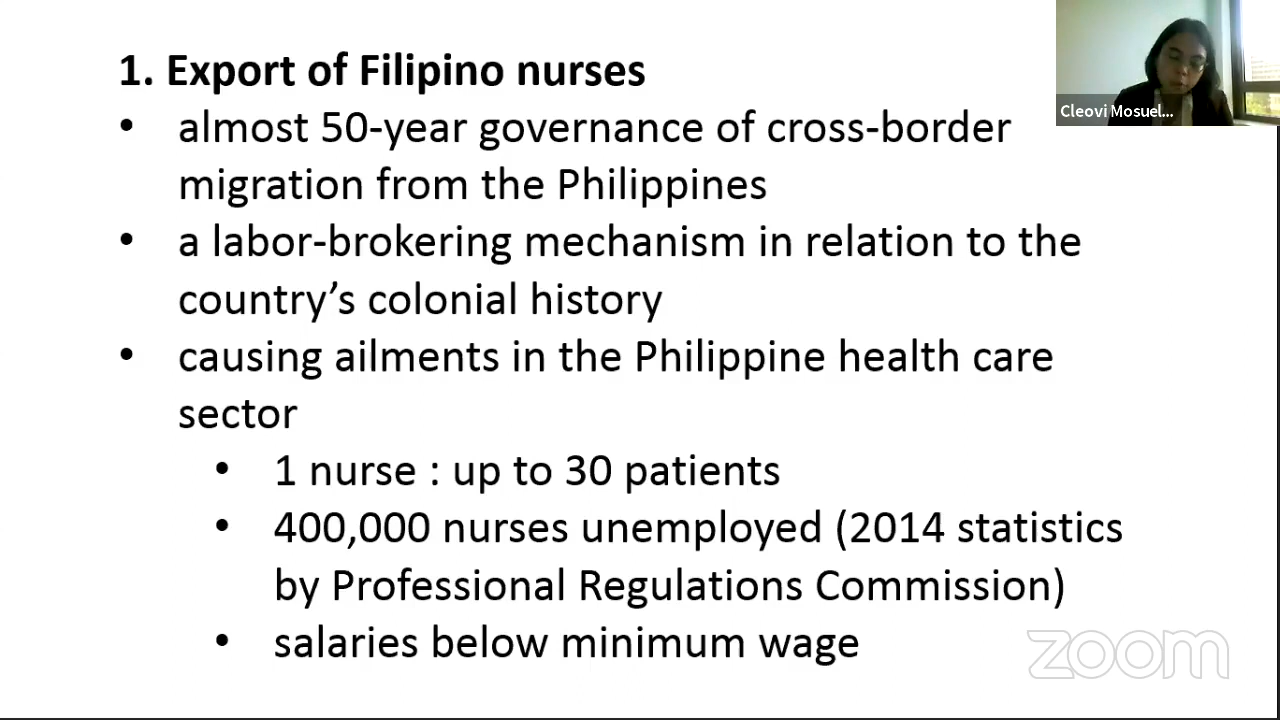 1. Export of Filipino nurses
• almost 50-year governance of cross-border
migration from the Philippines
• a labor-brokering mechanism in relation to the
country’s colonial history
• causing ailments in the Philippine health care
sector
• 1 nurse : up to 30 patients
• 400,000 nurses unemployed (2014 statistics
by Professional Regulations Commission)
• salaries below minimum wage
Cleovi Mosuel...
zoom